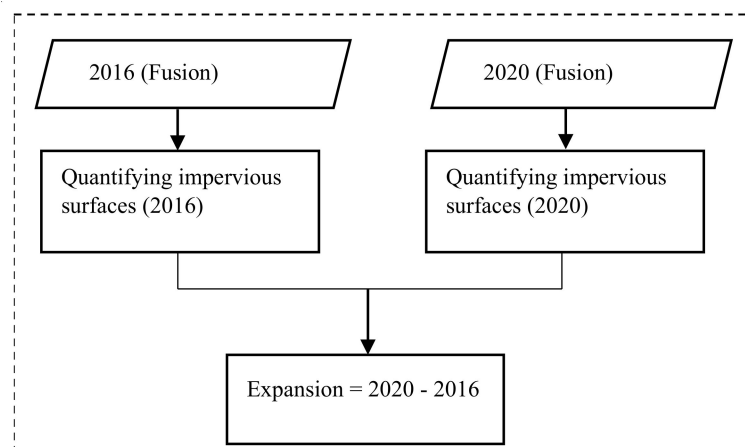 2016 (Fusion)
2020 (Fusion)
Quantifying impervious
surfaces (2016)
Quantifying impervious
surfaces (2020)
Expansion = 2020 - 2016